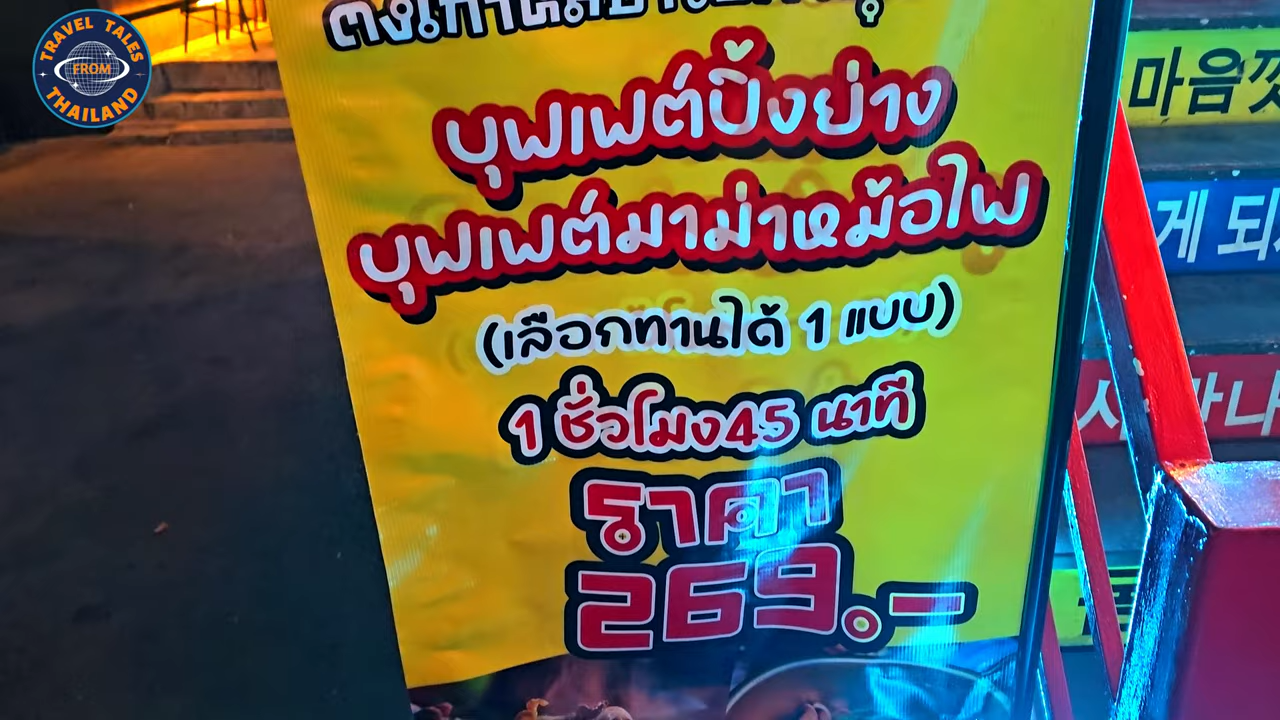 TRAVEL TALES
FROM
THAILAND
บุฟเฟต์ปิ้งย่าง
บุฟเฟต์มาม่าหม้อไฟ
(เลือกทานได้ 1 แบบ)
1 ชั่วโมง45 นาที
ราคา
269.-
마음껏
게 되